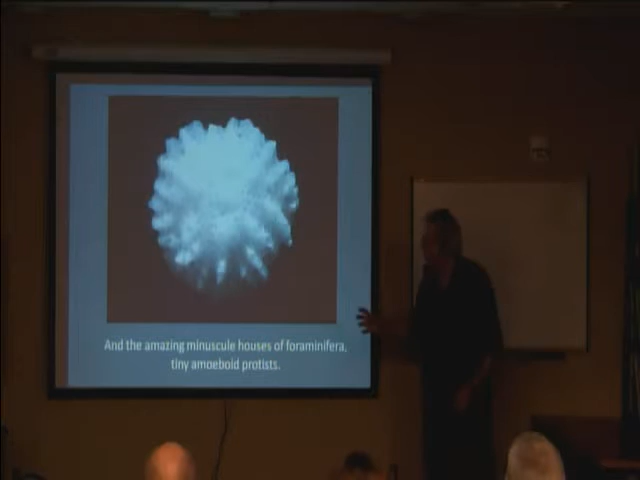 And the amazing minuscule houses of foraminifera,
tiny amoeboid protists.